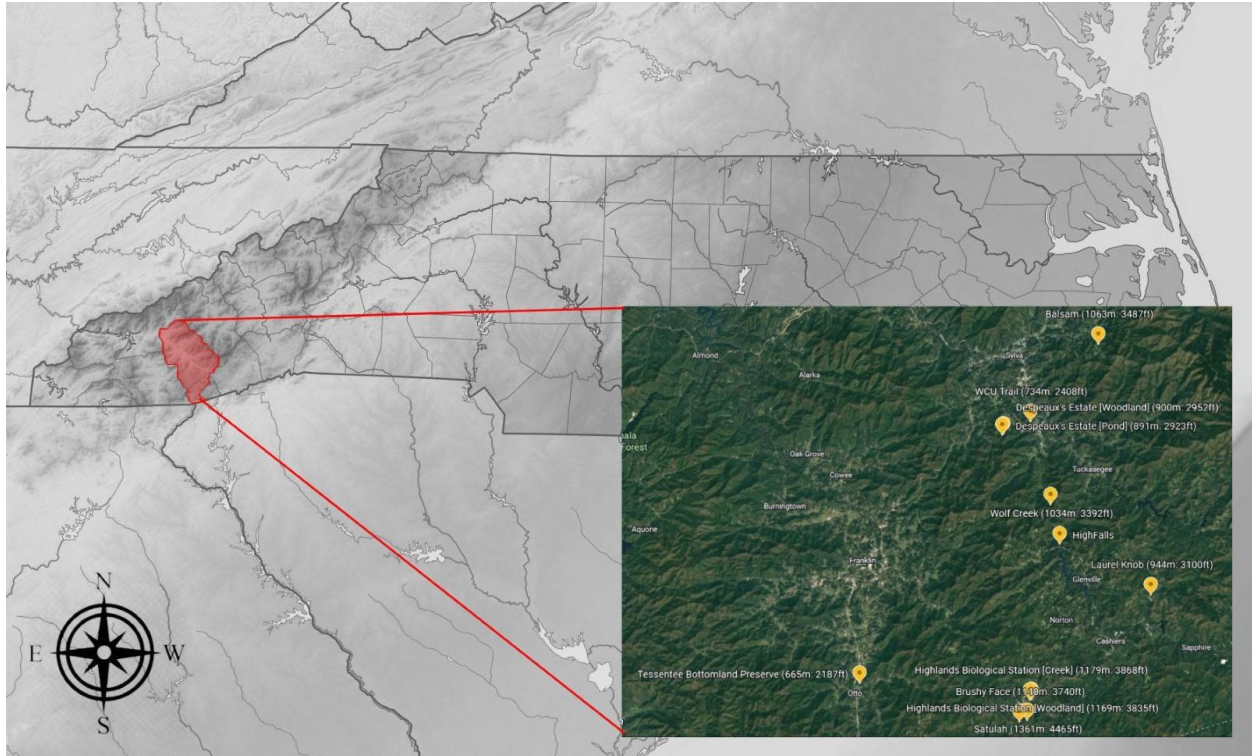 Balsam (1063m: 3487ft)
Almond
Sylva
Alarka
WCU Trail (734m: 2408ft)
Despeaux's Estate [Woodland] (900m: 2952ft)
Despeaux's Estate [Pond] (891m: 2923ft)
ala
Forest
Oak Grove
Cowee
Tuckasegee
Burningtown
Wolf Creek (1034m: 3392ft)
Aquone
HighFalls
Franklin
Laurel Knob (944m: 3100ft)
Glenville
Norton
Cashiers
Sapphire
Tessentee Bottomland Preserve (665m: 2187ft)
Highlands Biological Station [Creek] (1179m: 3868ft)
Otto
Brushy Face (1140m: 3740ft)
Highlands Biological Station [Woodland] (1169m: 3835ft)
Satulah (1361m: 4465ft)
N
E
W
S